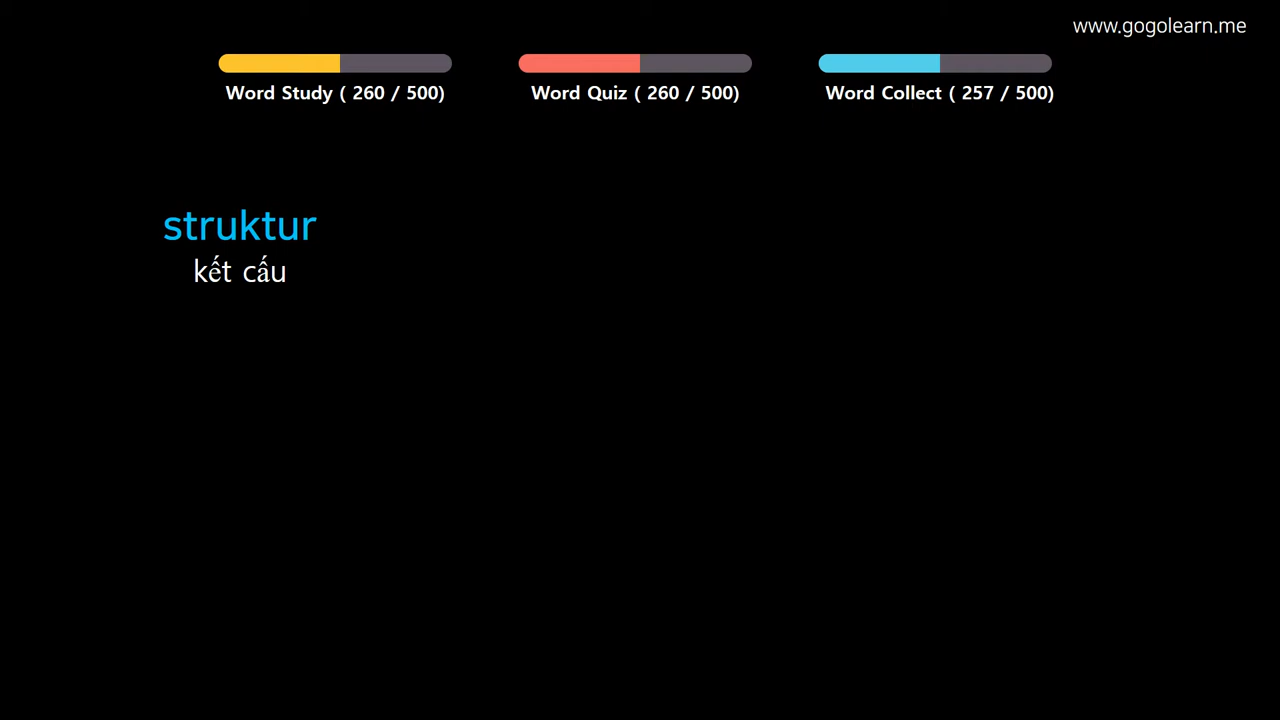 www.gogolearn.me
Word Study ( 260 / 500)
Word Quiz ( 260 / 500)
Word Collect ( 257 / 500)
struktur
kết cấu